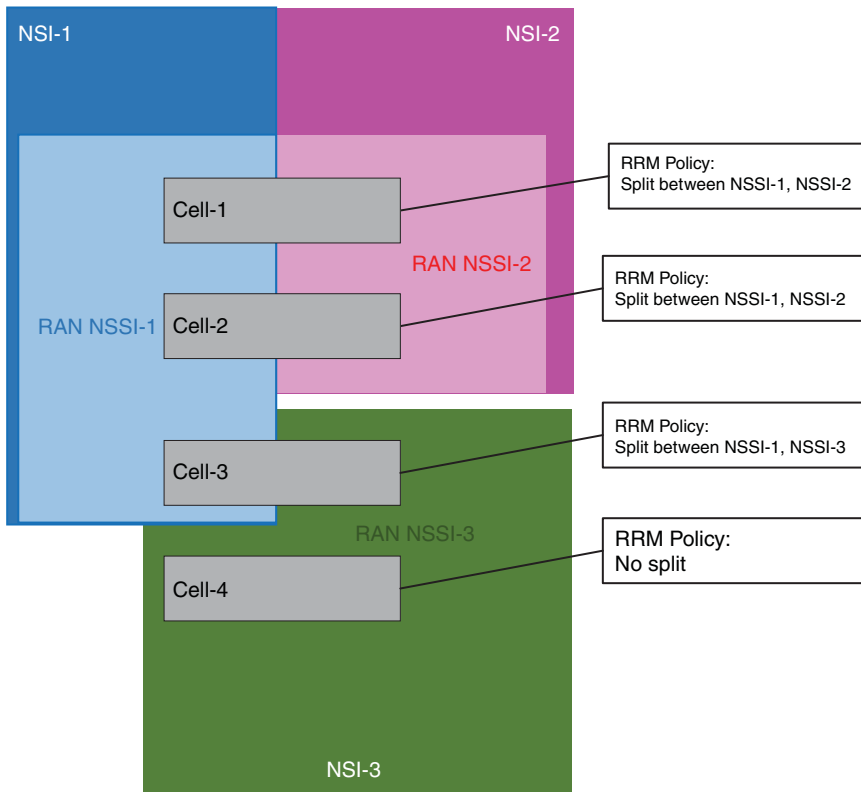 NSI-1
NSI-2
RRM Policy:
Split between NSSI-1, NSSI-2
Cell-1
RAN NSSI-2
RRM Policy:
Split between NSSI-1, NSSI-2
RAN NSSI-1
Cell-2
RRM Policy:
Split between NSSI-1, NSSI-3
Cell-3
RAN NSSI-3
RRM Policy:
No split
Cell-4
NSI-3